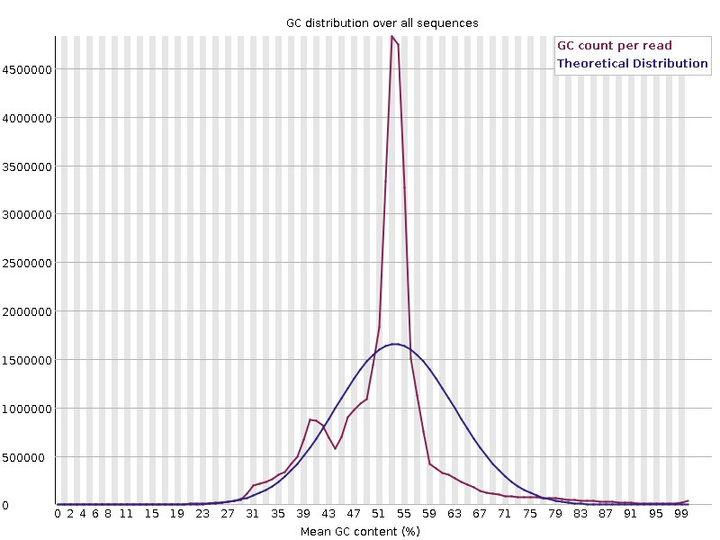 GC distribution over all sequences
GC count per read
Theoretical Distribution
4500000
4000000
3500000
3000000
2500000
2000000
1500000
1000000
500000
0
0 2 4 6 8 11 15 19 23 27 31 35 39 43 47 51 55 59 63 67 71 75 79 83 87 91 95 99
Mean GC content (%)